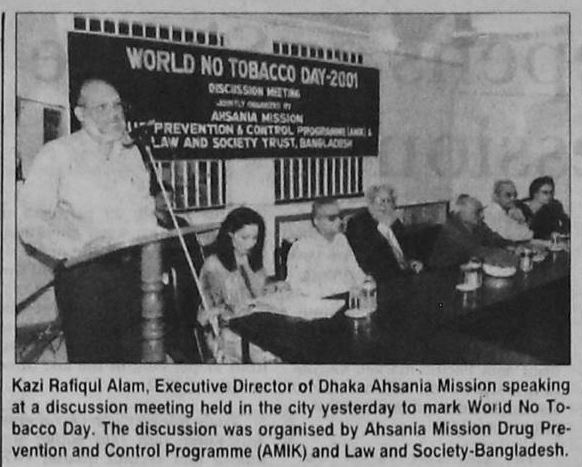 WORLD NO TOBACCO DAY-2001
DISCUSSION MEETING
JOINTLY ORGANIZED BY
AHSANIA MISSION
PREVENTION & CONTROL PROGRAMME (AMIK) &
LAW AND SOCIETY TRUST, BANGLADESH
Kazi Rafiqul Alam, Executive Director of Dhaka Ahsania Mission speaking
at a discussion meeting held in the city yesterday to mark World No To-
bacco Day. The discussion was organised by Ahsania Mission Drug Pre-
vention and Control Programme (AMIK) and Law and Society-Bangladesh.